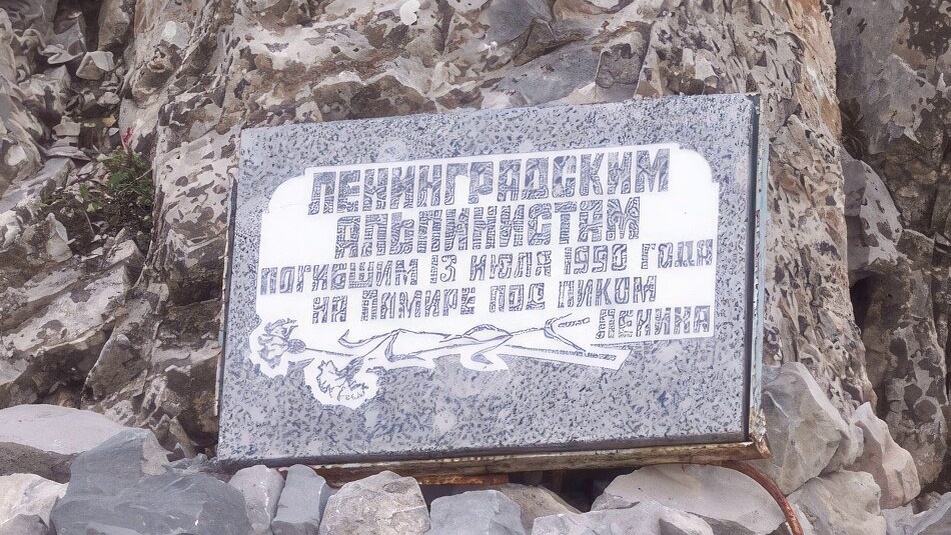 ЛЕНИНГРАДСКИМ
АЛЬПИНИСТАМ
ПОГИБШИМ 13 ИЮЛЯ 1990 ГОДА
НА ПАМИРЕ ПОД ПИКОМ
ЛЕНИНА